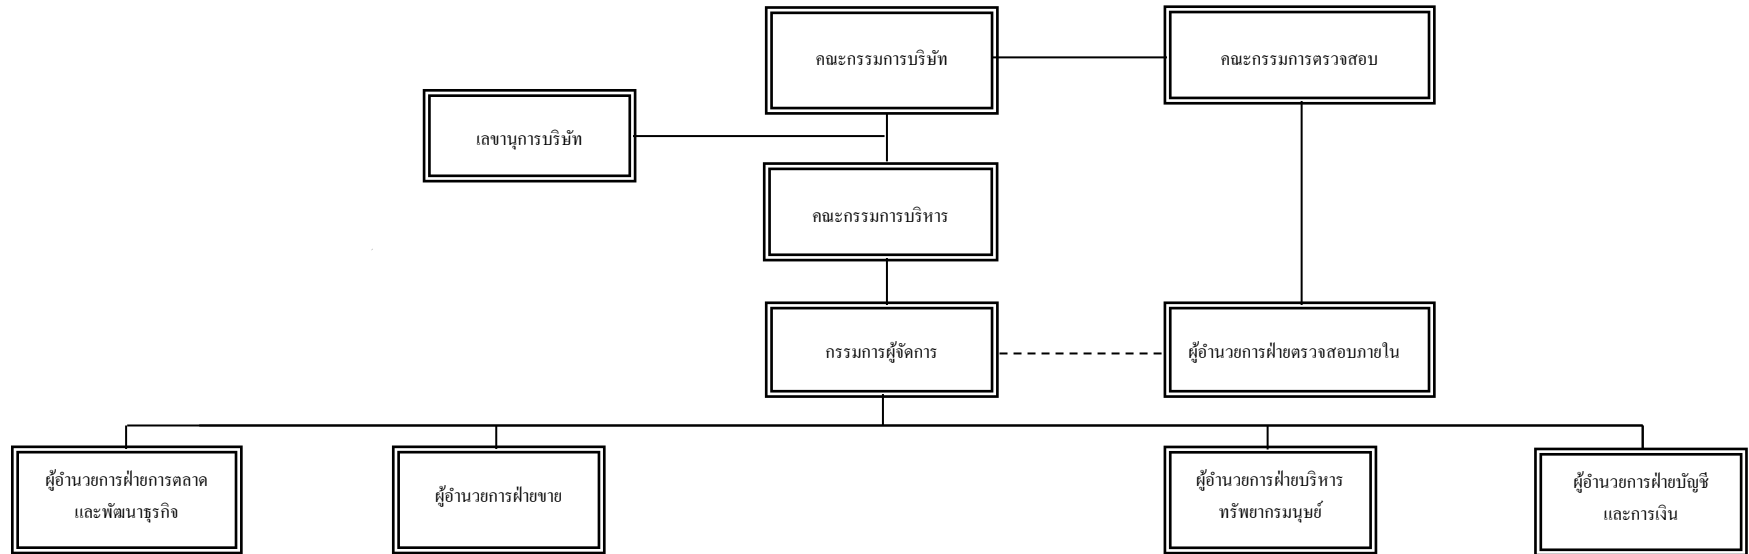 คณะกรรมการบริษัท
คณะกรรมการตรวจสอบ
เลขานุการบริษัท
คณะกรรมการบริหาร
กรรมการผู้จัดการ
ผู้อำนวยการฝ่ายตรวจสอบภายใน
ผู้อำนวยการฝ่ายการตลาด
และพัฒนาธุรกิจ
ผู้อำนวยการฝ่ายขาย
ผู้อำนวยการฝ่ายบริหาร
ทรัพยากรมนุษย์
ผู้อำนวยการฝ่ายบัญชี
และการเงิน